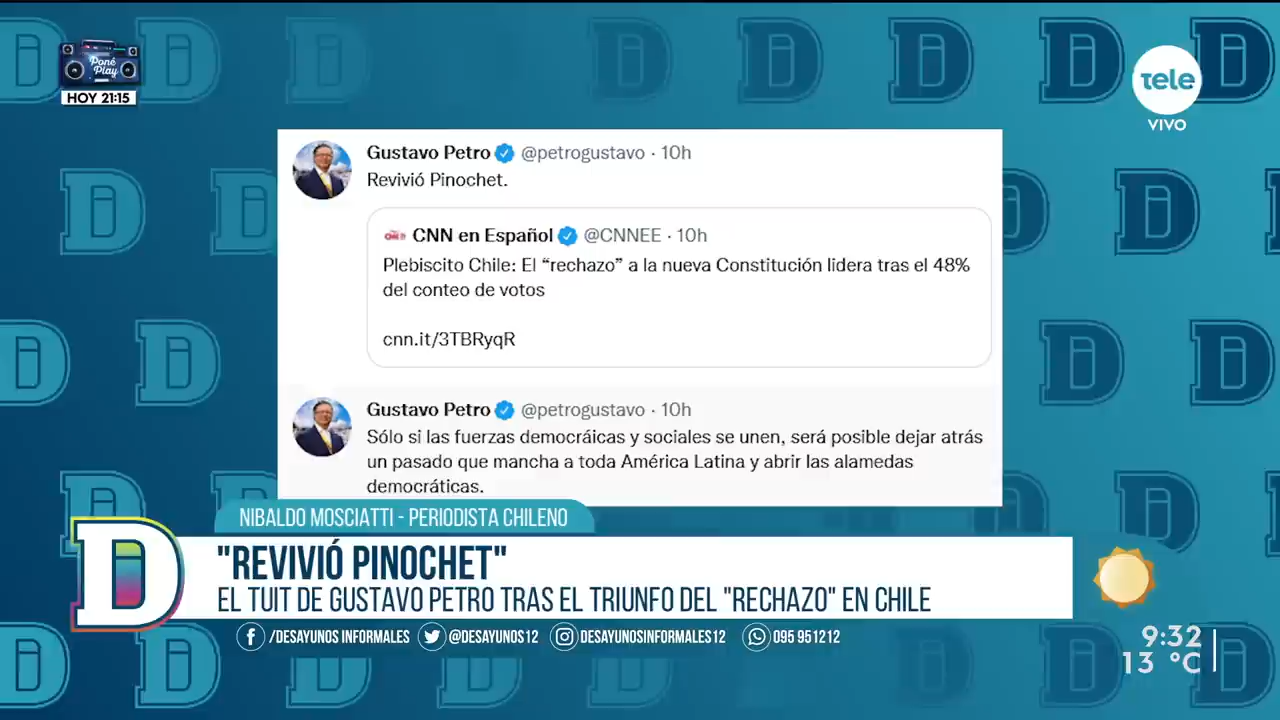 Poné
Play
HOY 21:15
tele
VIVO
Gustavo Petro @petrogustavo · 10h
Revivió Pinochet.
CNN en Español @CNNEE · 10h
Plebiscito Chile: El “rechazo” a la nueva Constitución lidera tras el 48%
del conteo de votos
cnn.it/3TBRyqR
Gustavo Petro @petrogustavo · 10h
Sólo si las fuerzas democráicas y sociales se unen, será posible dejar atrás
un pasado que mancha a toda América Latina y abrir las alamedas
democráticas.
NIBALDO MOSCIATTI - PERIODISTA CHILENO
"REVIVIÓ PINOCHET"
EL TUIT DE GUSTAVO PETRO TRAS EL TRIUNFO DEL "RECHAZO" EN CHILE
/DESAYUNOS INFORMALES @DESAYUNOS12 DESAYUNOSINFORMALES12 095 951212
9:32
13 °C